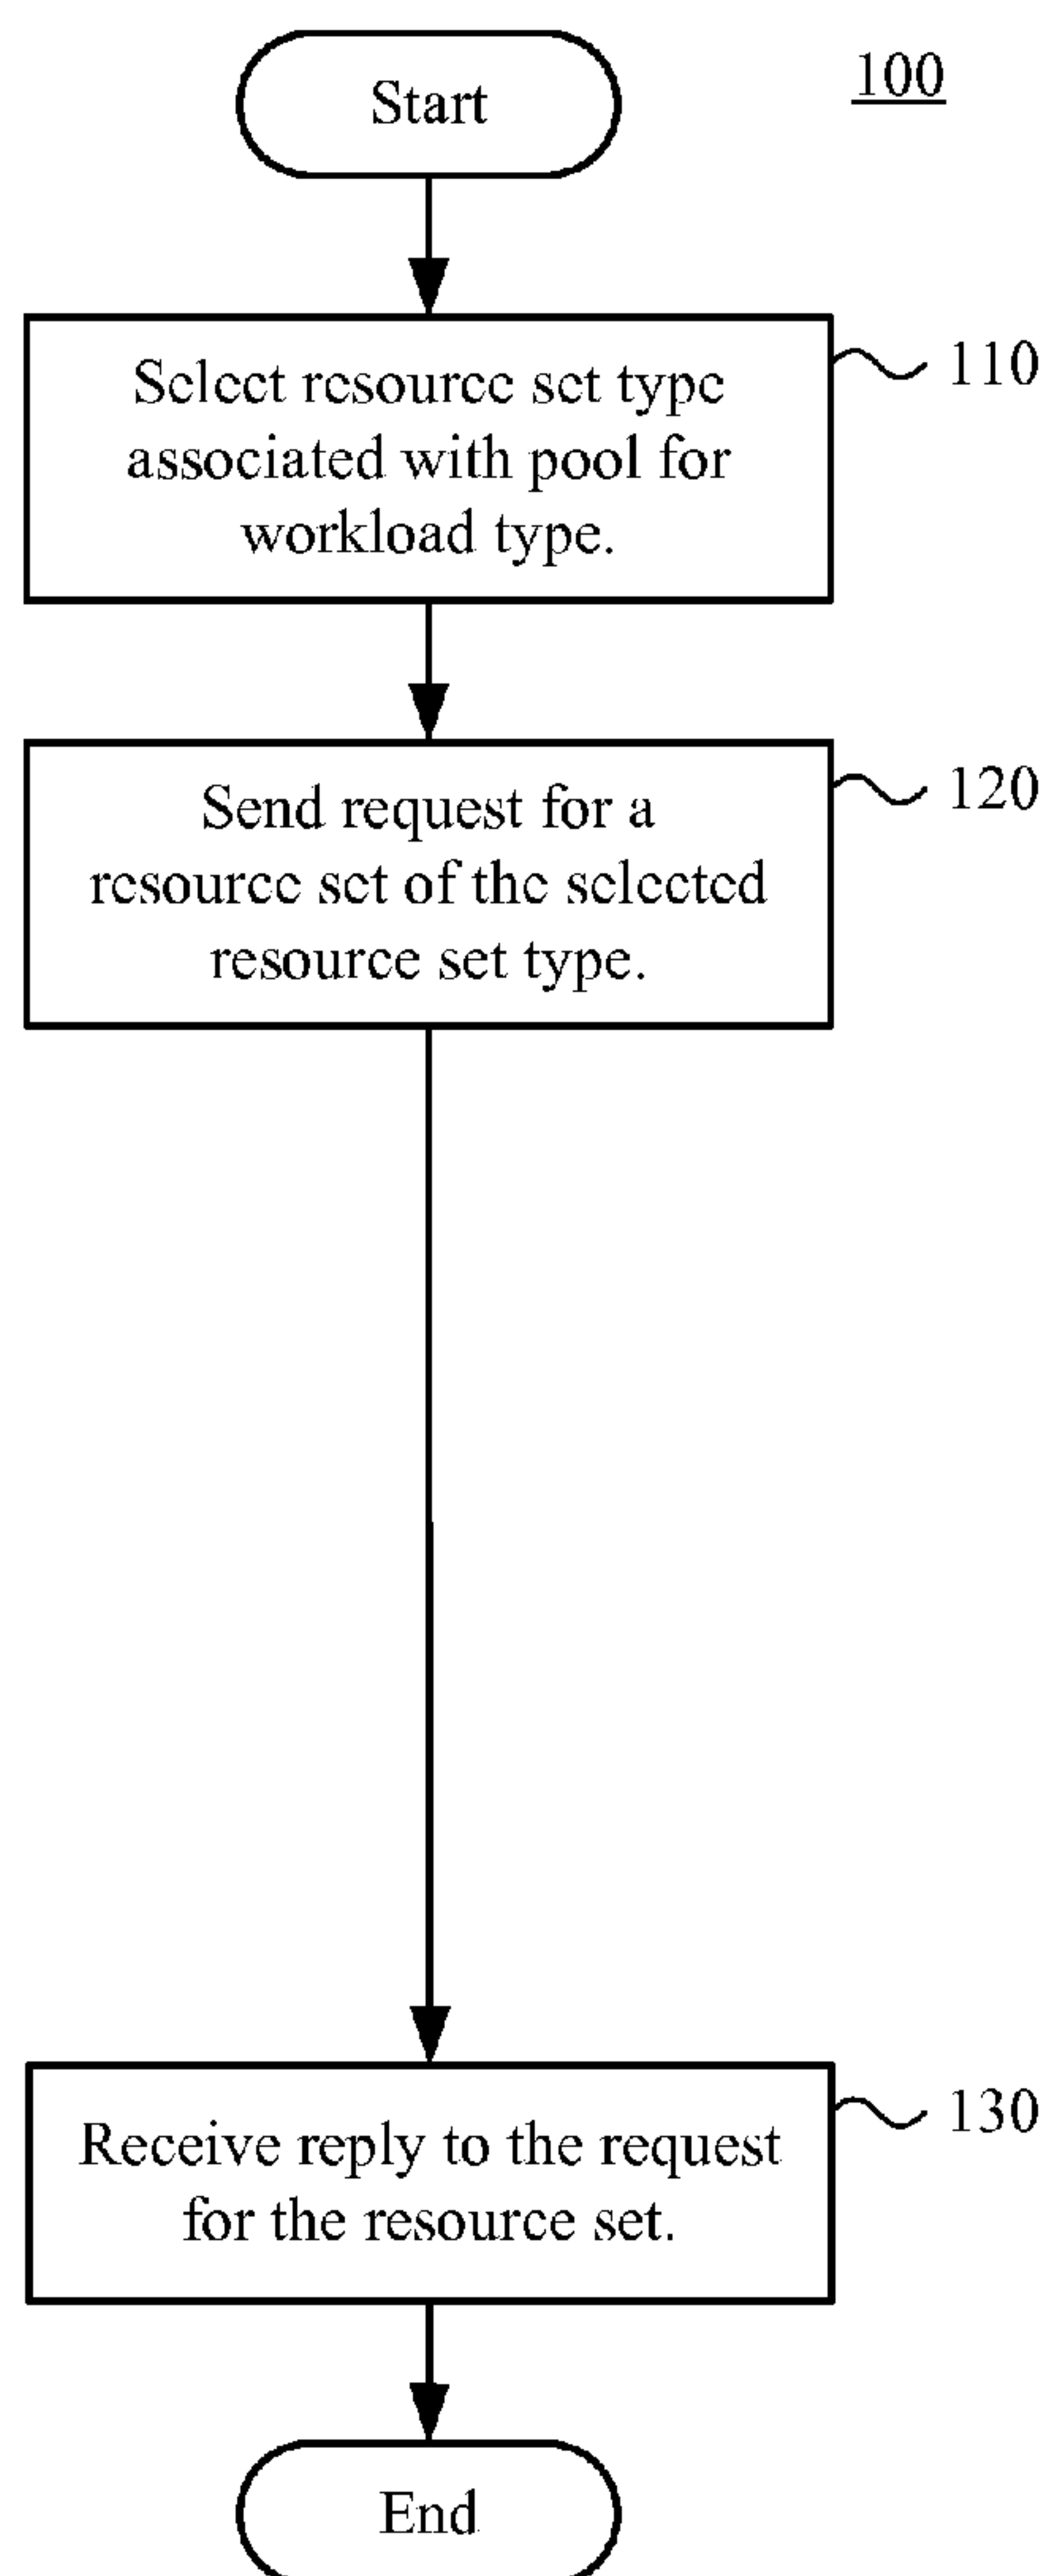 Start
100
Select resource set type
associated with pool for
workload type.
110
Send request for a
resource set of the selected
resource set type.
120
Receive reply to the request
for the resource set.
130
End